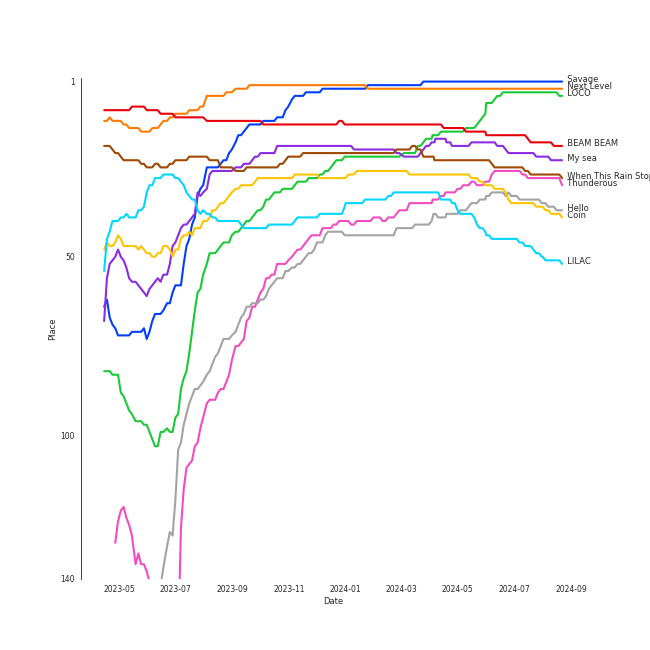 1
50
100
140
Place
2023-05
2023-07
2023-09
2023-11
2024-01
2024-03
2024-05
2024-07
2024-09
Date
Savage
Next Level
LOCO
BEAM BEAM
My sea
When This Rain Stop
Thunderous
Hello
Coin
LILAC